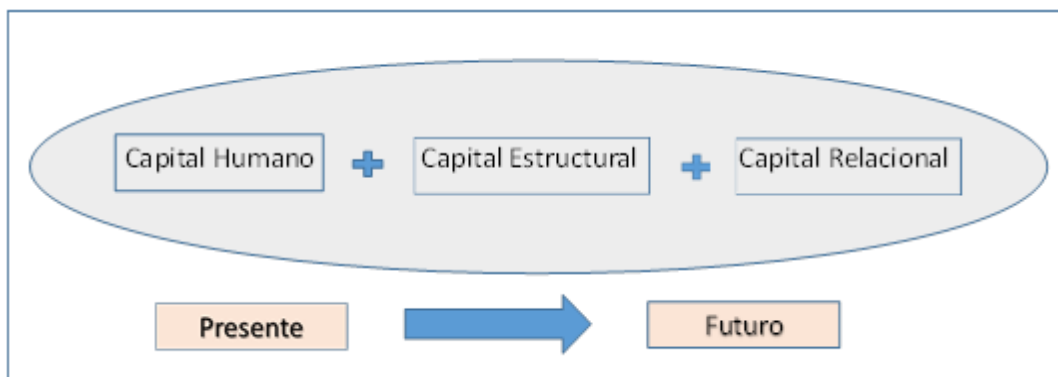 Capital Humano
Capital Estructural
Capital Relacional
Presente
Futuro